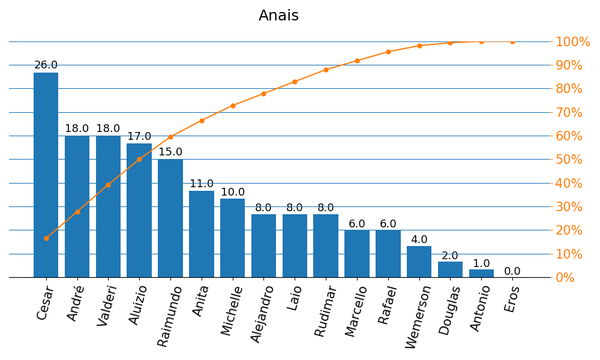 Anais
26.0
18.0
18.0
17.0
15.0
11.0
10.0
8.0
8.0
8.0
6.0
6.0
4.0
2.0
1.0
0.0
100%
90%
80%
70%
60%
50%
40%
30%
20%
10%
0%
Cesar
André
Valderi
Aluizio
Raimundo
Anita
Michelle
Alejandro
Laio
Rudimar
Marcello
Rafael
Wemerson
Douglas
Antonio
Eros